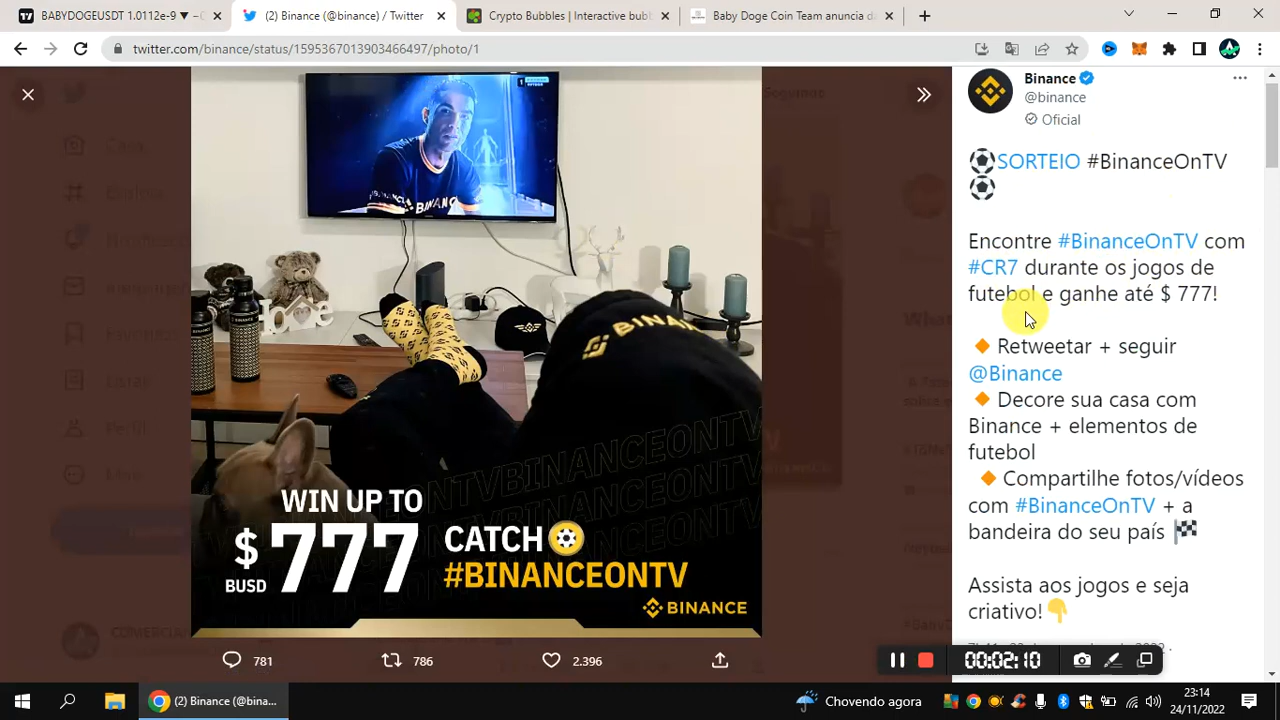 BABYDOGEUSDT 1.0112e-9 ▼ −
(2) Binance (@binance) / Twitter
Crypto Bubbles | Interactive bubb
Baby Doge Coin Team anuncia da
twitter.com/binance/status/1595367013903466497/photo/1
Binance
@binance
Oficial
SORTEIO #BinanceOnTV
Encontre #BinanceOnTV com
#CR7 durante os jogos de
futebol e ganhe até $ 777!
Retweetar + seguir
@Binance
Decore sua casa com
Binance + elementos de
futebol
Compartilhe fotos/vídeos
com #BinanceOnTV + a
bandeira do seu país
Assista aos jogos e seja
criativo!
HOME
BINAN
WIN UP TO
$ BUSD 777
CATCH
#BINANCEONTV
BINANCE
781
786
2.396
00:02:10
(2) Binance (@bina...
Chovendo agora
23:14
24/11/2022